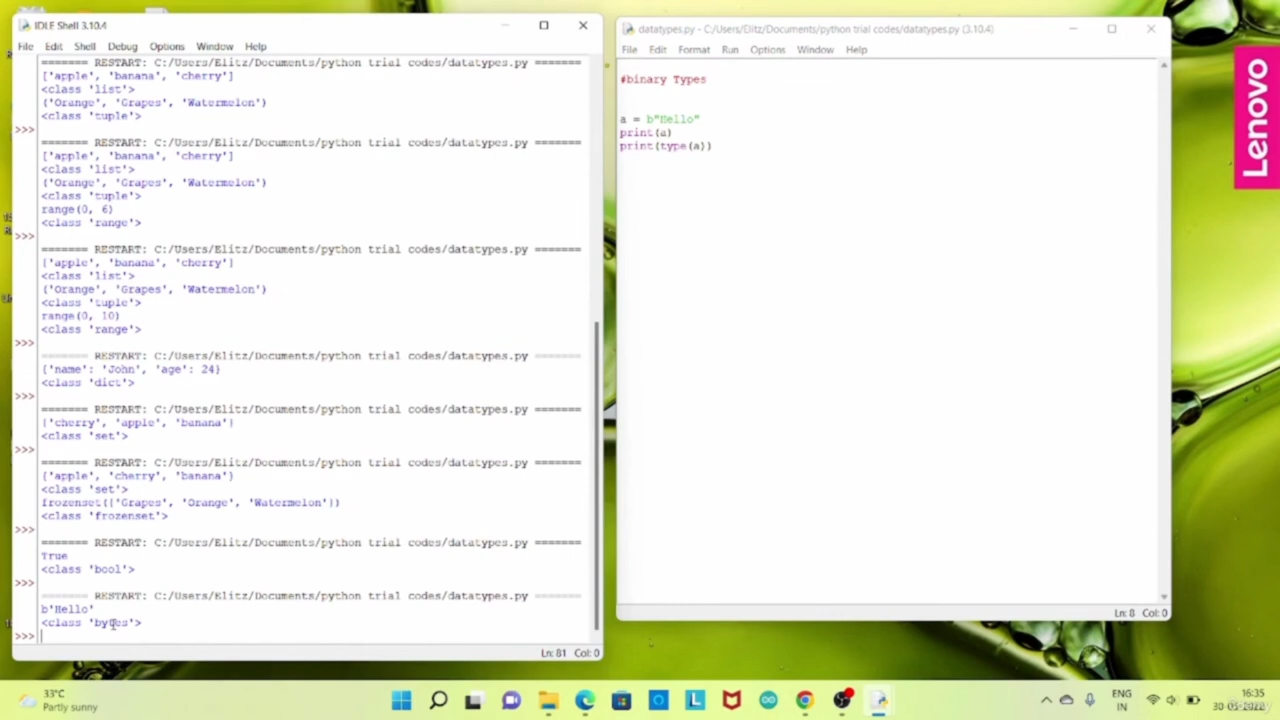 IDLE Shell 3.10.4
File Edit Shell Debug Options Window Help
======= RESTART: C:/Users/Elitz/Documents/python trial codes/datatypes.py =======
['apple', 'banana', 'cherry']
<class 'list'>
('Orange', 'Grapes', 'Watermelon')
<class 'tuple'>
>>>
======= RESTART: C:/Users/Elitz/Documents/python trial codes/datatypes.py =======
['apple', 'banana', 'cherry']
<class 'list'>
('Orange', 'Grapes', 'Watermelon')
<class 'tuple'>
range(0, 6)
<class 'range'>
>>>
======= RESTART: C:/Users/Elitz/Documents/python trial codes/datatypes.py =======
['apple', 'banana', 'cherry']
<class 'list'>
('Orange', 'Grapes', 'Watermelon')
<class 'tuple'>
range(0, 10)
<class 'range'>
>>>
======= RESTART: C:/Users/Elitz/Documents/python trial codes/datatypes.py =======
{'name': 'John', 'age': 24}
<class 'dict'>
>>>
======= RESTART: C:/Users/Elitz/Documents/python trial codes/datatypes.py =======
{'cherry', 'apple', 'banana'}
<class 'set'>
>>>
======= RESTART: C:/Users/Elitz/Documents/python trial codes/datatypes.py =======
{'apple', 'cherry', 'banana'}
<class 'set'>
frozenset({'Grapes', 'Orange', 'Watermelon'})
<class 'frozenset'>
>>>
======= RESTART: C:/Users/Elitz/Documents/python trial codes/datatypes.py =======
True
<class 'bool'>
>>>
======= RESTART: C:/Users/Elitz/Documents/python trial codes/datatypes.py =======
b'Hello'
<class 'bytes'>
>>>
Ln: 81 Col: 0
datatypes.py - C:/Users/Elitz/Documents/python trial codes/datatypes.py (3.10.4)
File Edit Format Run Options Window Help
#binary Types
a = b"Hello"
print(a)
print(type(a))
Ln: 8 Col: 0
Lenovo
33°C
Partly sunny
ENG
IN
16:35
30-05-2022